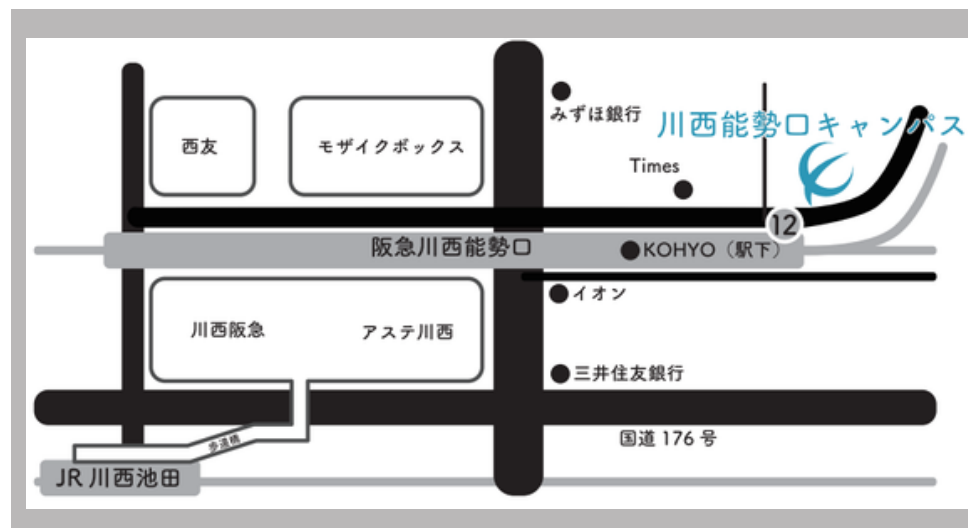 みずほ銀行
川西能勢口キャンパス
西友
モザイクボックス
Times
12
阪急川西能勢口
KOHYO（駅下）
イオン
川西阪急
アステ川西
三井住友銀行
歩道橋
国道 176 号
JR 川西池田